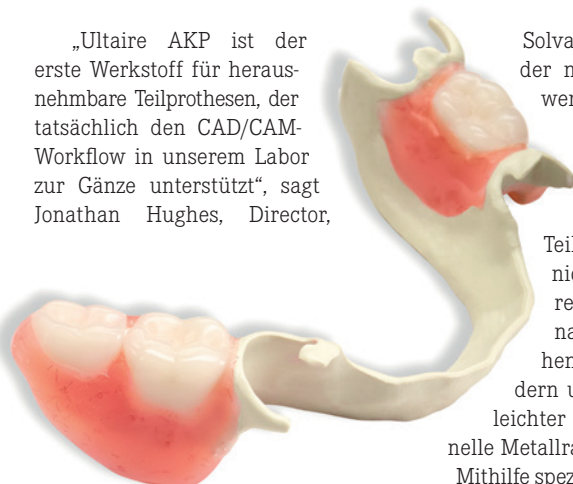 „Ultaire AKP ist der
erste Werkstoff für heraus-
nehmbare Teilprothesen, der
tatsächlich den CAD/CAM-
Workflow in unserem Labor
zur Gänze unterstützt“, sagt
Jonathan Hughes, Director,
Solva
der n
wer
Teil
nie
re
na
hen
dern u
leichter
nelle Metallra
Mithilfe spez